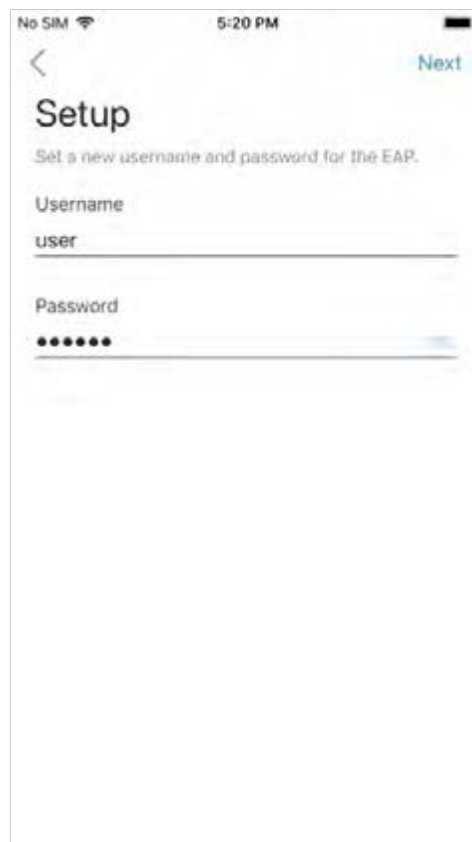 No SIM 5:20 PM
Next
Setup
Set a new username and password for the EAP.
Username
user
Password
••••••